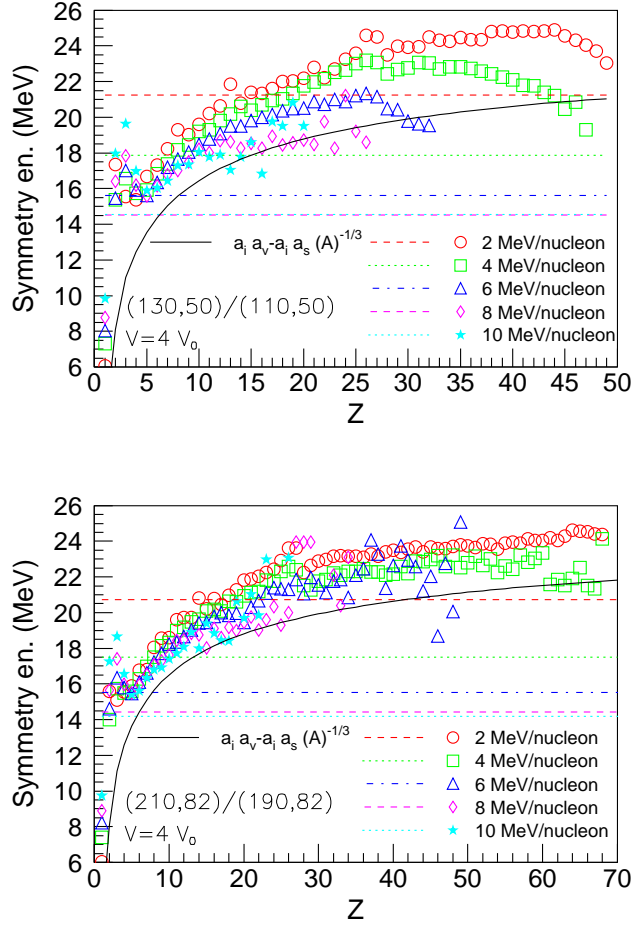 26
24
22
20
18
16
14
12
10
8
6
Symmetry en. (MeV)
a_i a_v-a_i a_s (A)^-1/3
(130,50)/(110,50)
V=4 V_0
2 MeV/nucleon
4 MeV/nucleon
6 MeV/nucleon
8 MeV/nucleon
10 MeV/nucleon
0 5 10 15 20 25 30 35 40 45 50
Z
26
24
22
20
18
16
14
12
10
8
6
Symmetry en. (MeV)
a_i a_v-a_i a_s (A)^-1/3
(210,82)/(190,82)
V=4 V_0
2 MeV/nucleon
4 MeV/nucleon
6 MeV/nucleon
8 MeV/nucleon
10 MeV/nucleon
0 10 20 30 40 50 60 70
Z